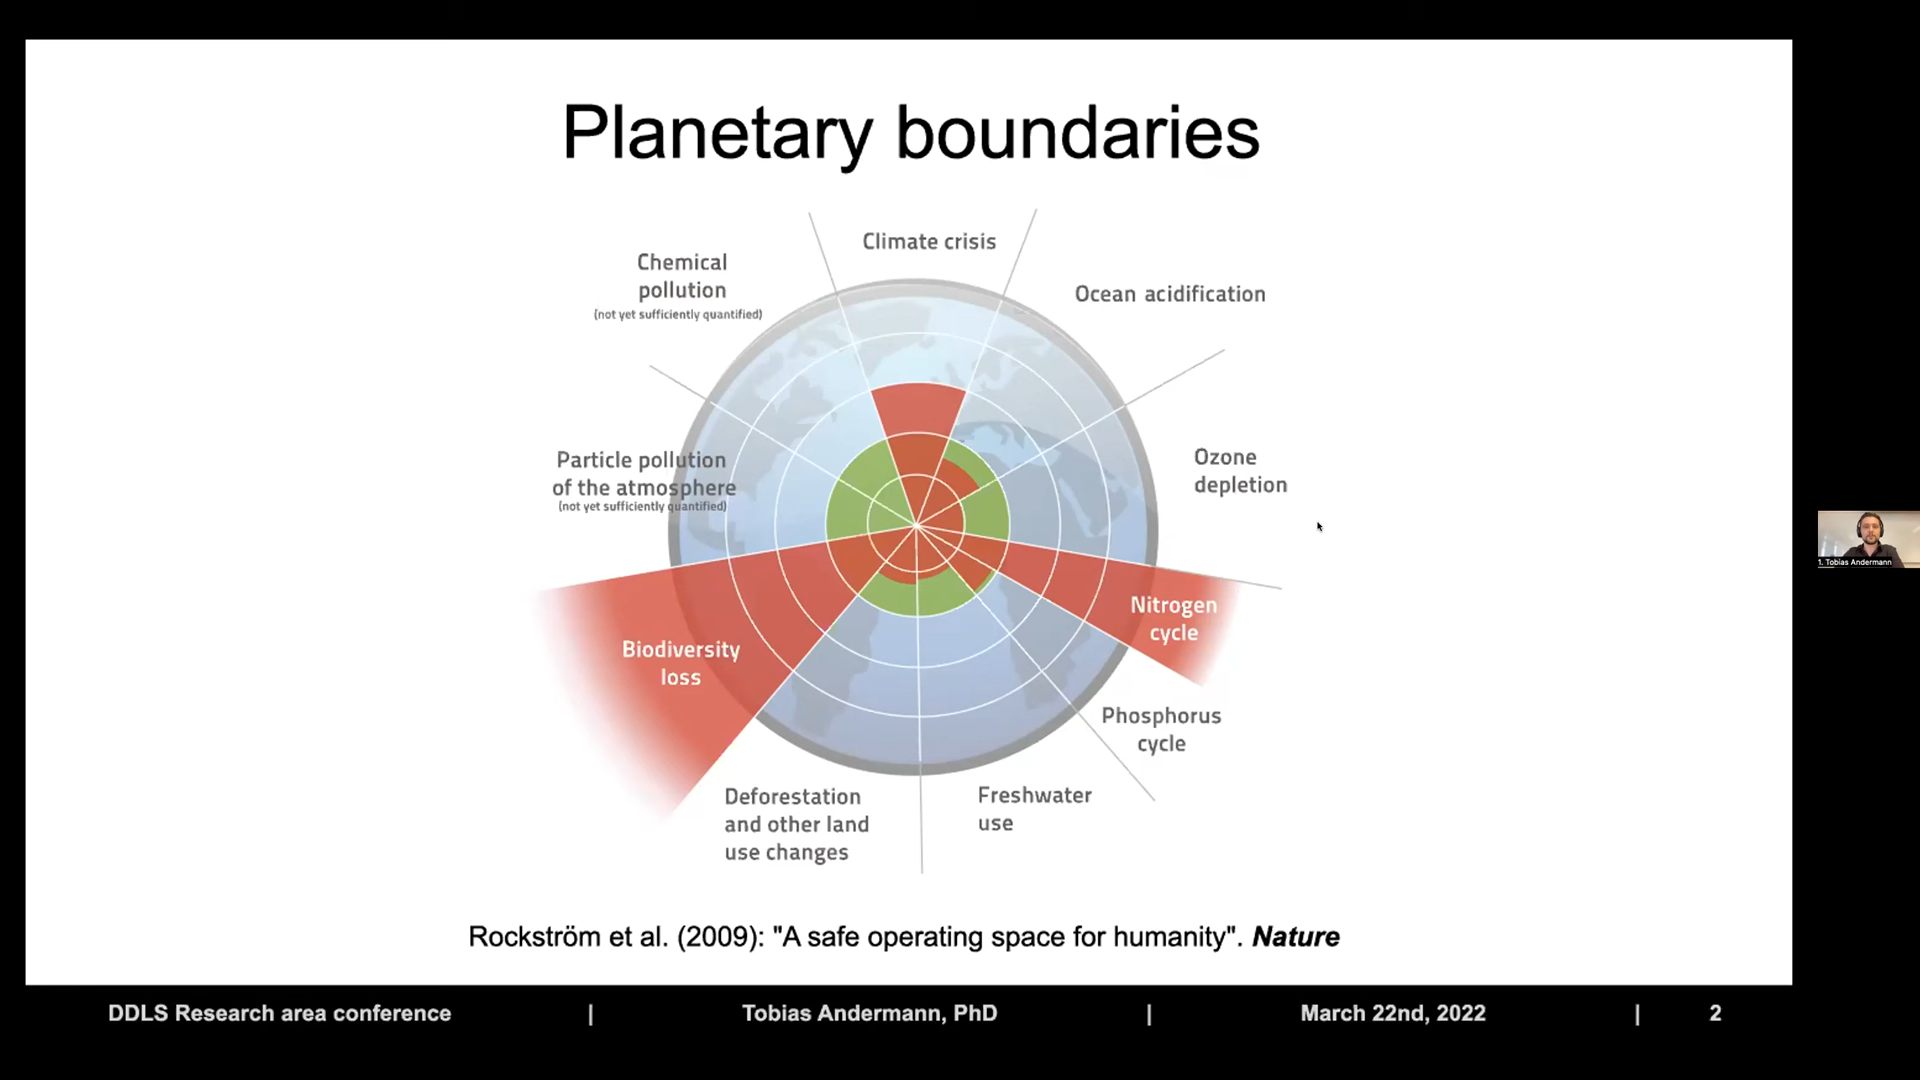 Planetary boundaries
Climate crisis
Chemical
pollution
(not yet sufficiently quantified)
Ocean acidification
Particle pollution
of the atmosphere
(not yet sufficiently quantified)
Ozone
depletion
Nitrogen
cycle
Biodiversity
loss
Phosphorus
cycle
Deforestation
and other land
use changes
Freshwater
use
Rockström et al. (2009): "A safe operating space for humanity". Nature
DDLS Research area conference | Tobias Andermann, PhD | March 22nd, 2022 | 2
1. Tobias Andermann